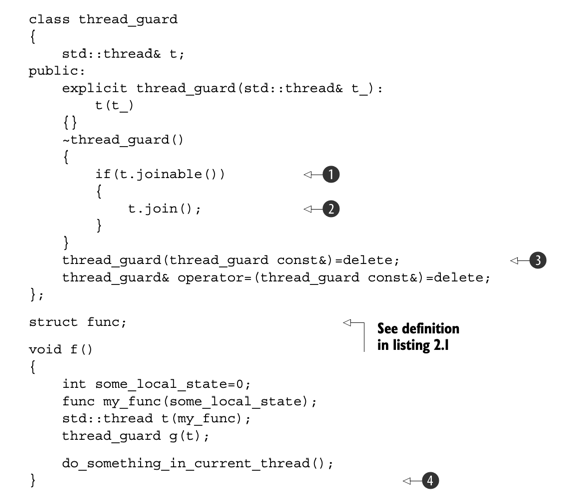 class thread_guard
{
    std::thread& t;
public:
    explicit thread_guard(std::thread& t_):
        t(t_)
    {}
    ~thread_guard()
    {
        if(t.joinable()) 1
        {
            t.join(); 2
        }
    }
    thread_guard(thread_guard const&)=delete; 3
    thread_guard& operator=(thread_guard const&)=delete;
};
struct func;
See definition
in listing 2.1
void f()
{
    int some_local_state=0;
    func my_func(some_local_state);
    std::thread t(my_func);
    thread_guard g(t);
    do_something_in_current_thread();
} 4